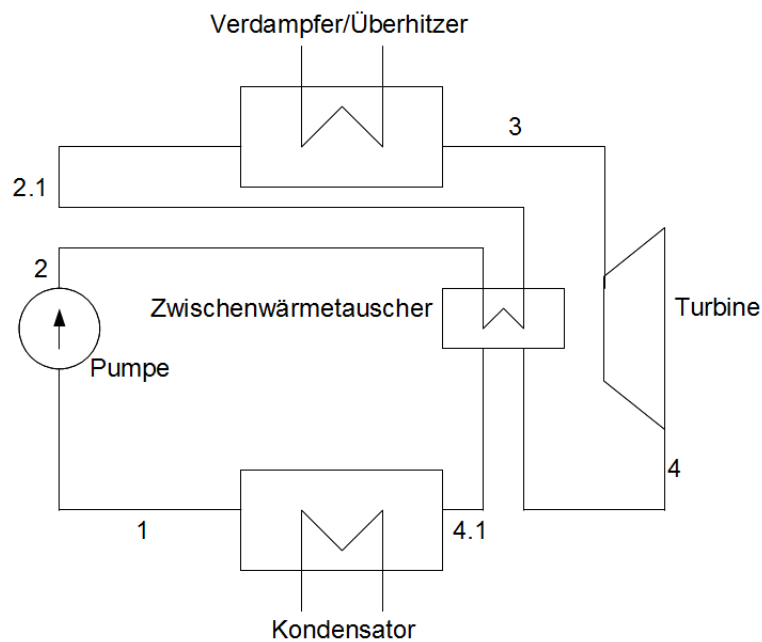 Verdampfer/Überhitzer
3
2.1
2
Zwischenwärmetauscher
Turbine
Pumpe
4
1
4.1
Kondensator